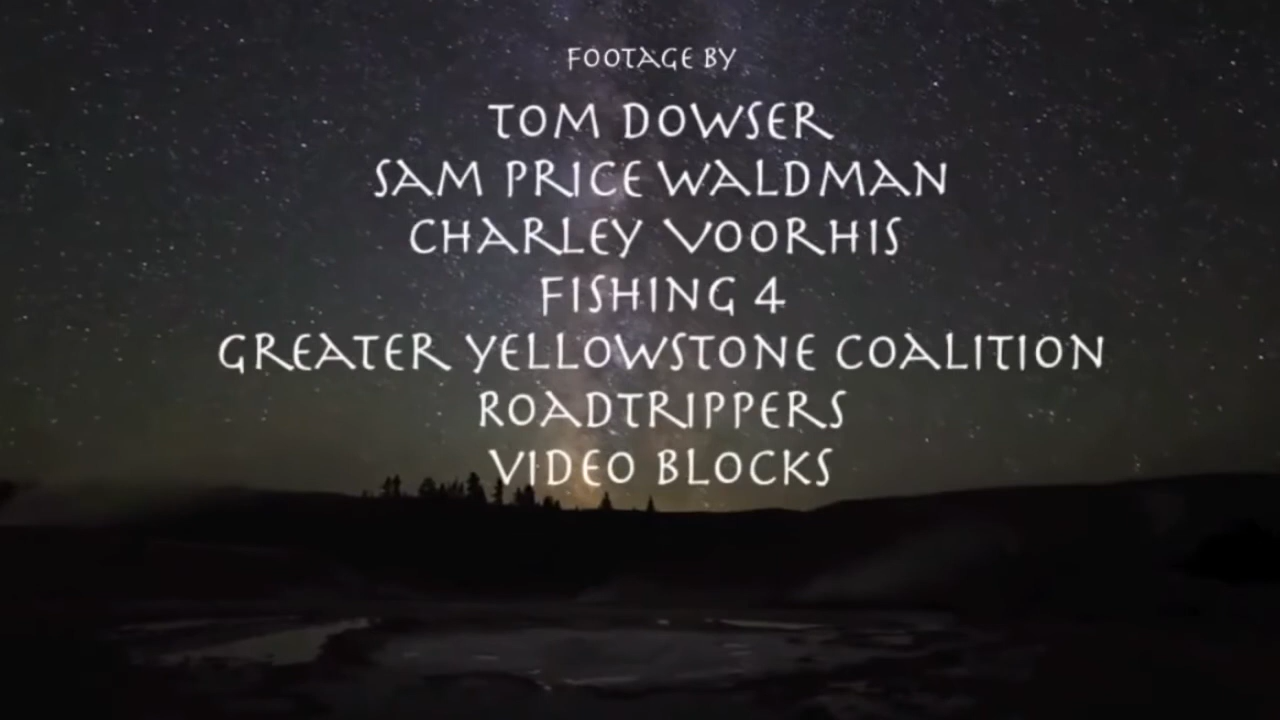 FOOTAGE BY
TOM DOWSER
SAM PRICE WALDMAN
CHARLEY VOORHIS
FISHING 4
GREATER YELLOWSTONE COALITION
ROADTRIPPERS
VIDEO BLOCKS